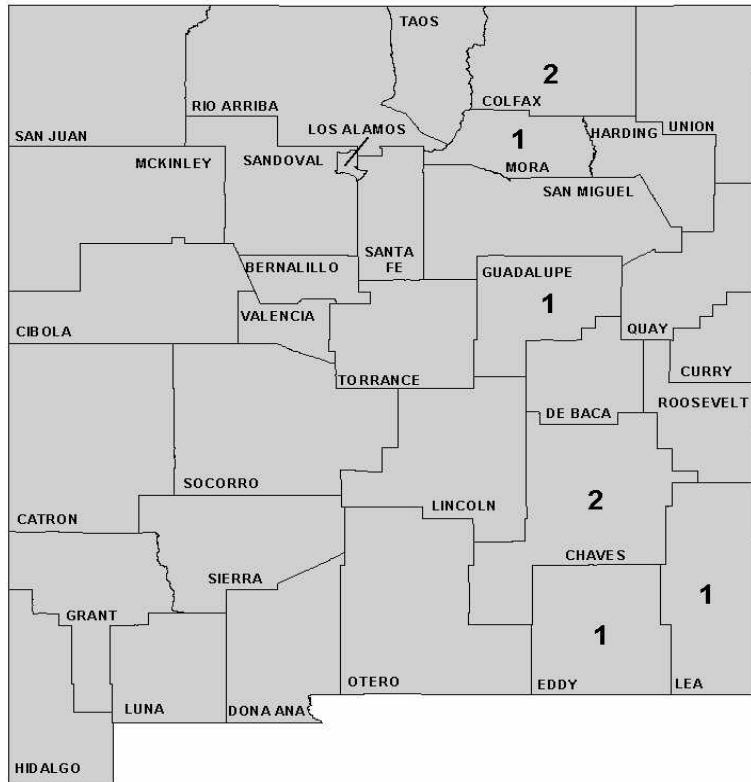 TAOS
2
RIO ARRIBA
COLFAX
LOS ALAMOS
1
HARDING
UNION
SAN JUAN
MCKINLEY
SANDOVAL
MORA
SAN MIGUEL
SANTA
FE
BERNALILLO
GUADALUPE
1
VALENCIA
CIBOLA
QUAY
TORRANCE
CURRY
ROOSEVELT
DE BACA
SOCORRO
LINCOLN
2
CATRON
CHAVES
SIERRA
1
GRANT
1
OTERO
EDDY
LEA
LUNA
DONA ANA
HIDALGO